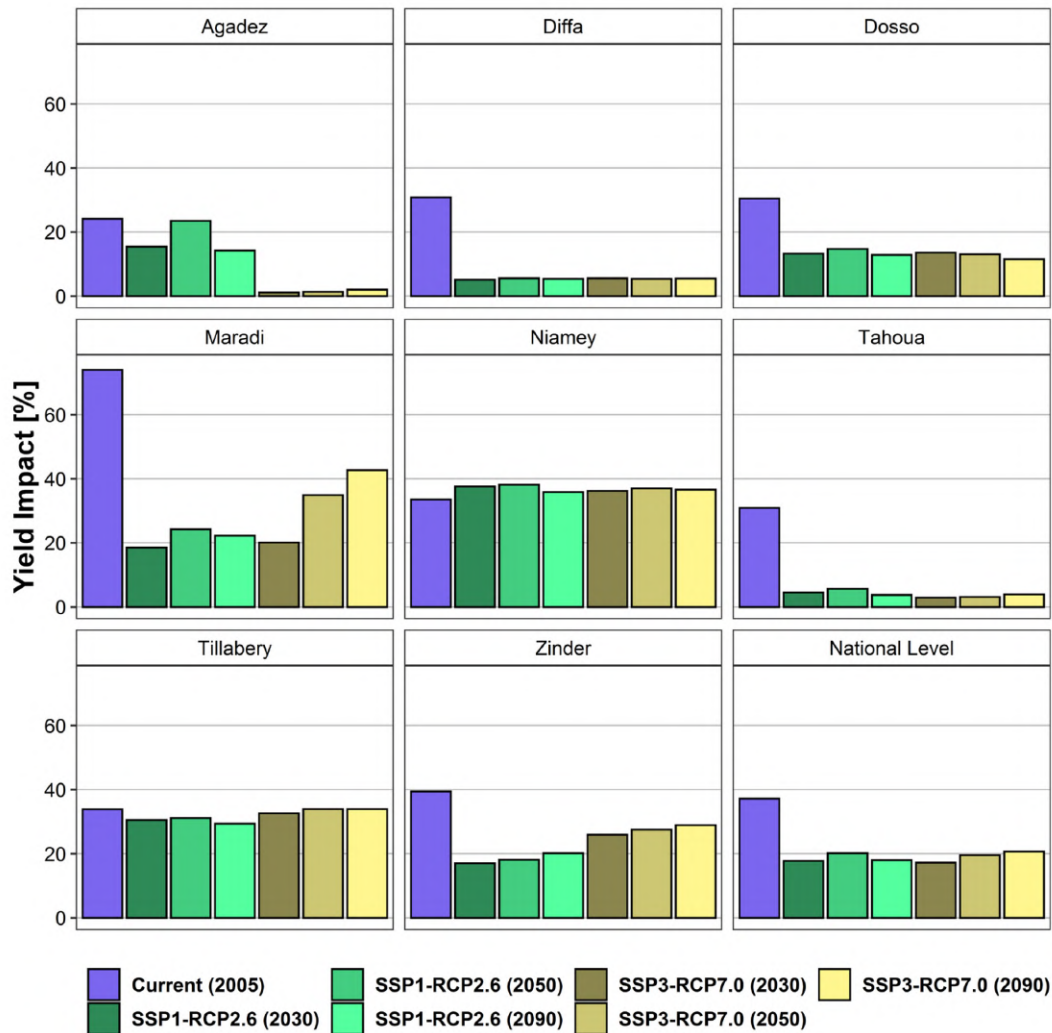 Agadez Diffa Dosso
60
40
20
0
Maradi Niamey Tahoua
60
40
20
0
Tillabery Zinder National Level
60
40
20
0
Yield Impact [%]
Current (2005) SSP1-RCP2.6 (2050) SSP3-RCP7.0 (2030) SSP3-RCP7.0 (2090)
SSP1-RCP2.6 (2030) SSP1-RCP2.6 (2090) SSP3-RCP7.0 (2050)